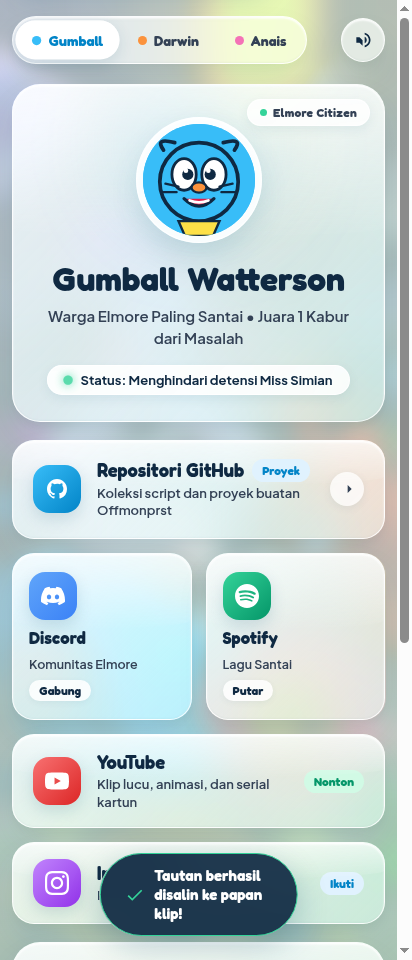 Gumball
Darwin
Anais
Elmore Citizen
Gumball Watterson
Warga Elmore Paling Santai • Juara 1 Kabur
dari Masalah
Status: Menghindari detensi Miss Simian
Repositori GitHub
Proyek
Koleksi script dan proyek buatan
Offmonprst
Discord
Komunitas Elmore
Gabung
Spotify
Lagu Santai
Putar
YouTube
Klip lucu, animasi, dan serial
kartun
Nonton
Ikuti
Tautan berhasil
disalin ke papan
klip!